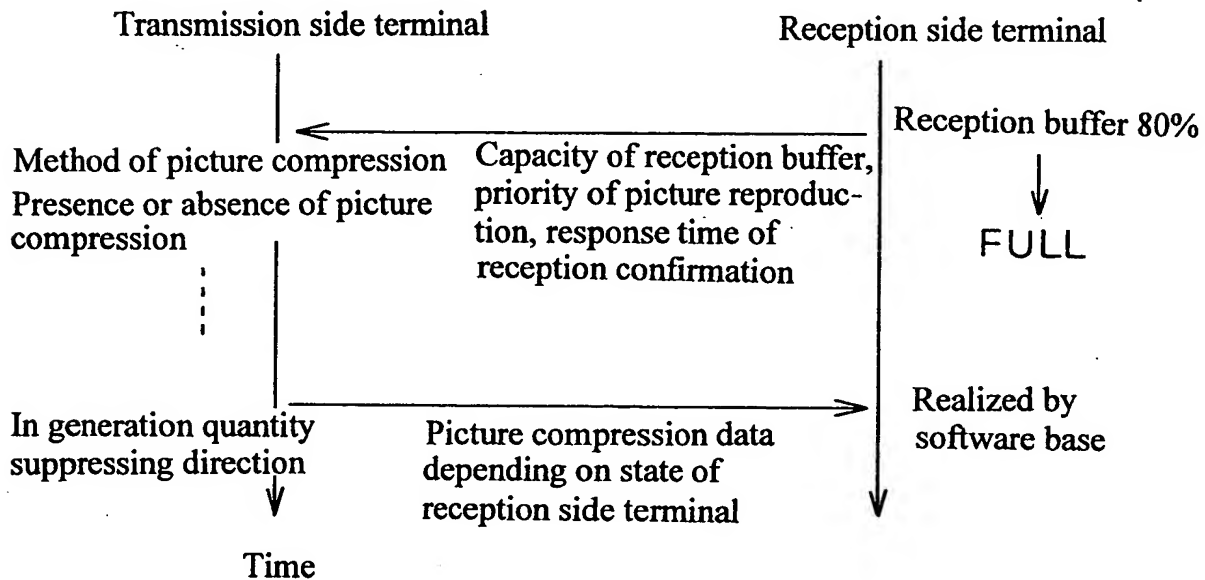 Transmission side terminal
Reception side terminal
Reception buffer 80%
Method of picture compression
Presence or absence of picture
compression
Capacity of reception buffer,
priority of picture reproduc-
tion, response time of
reception confirmation
FULL
In generation quantity
suppressing direction
Picture compression data
depending on state of
reception side terminal
Realized by
software base
Time